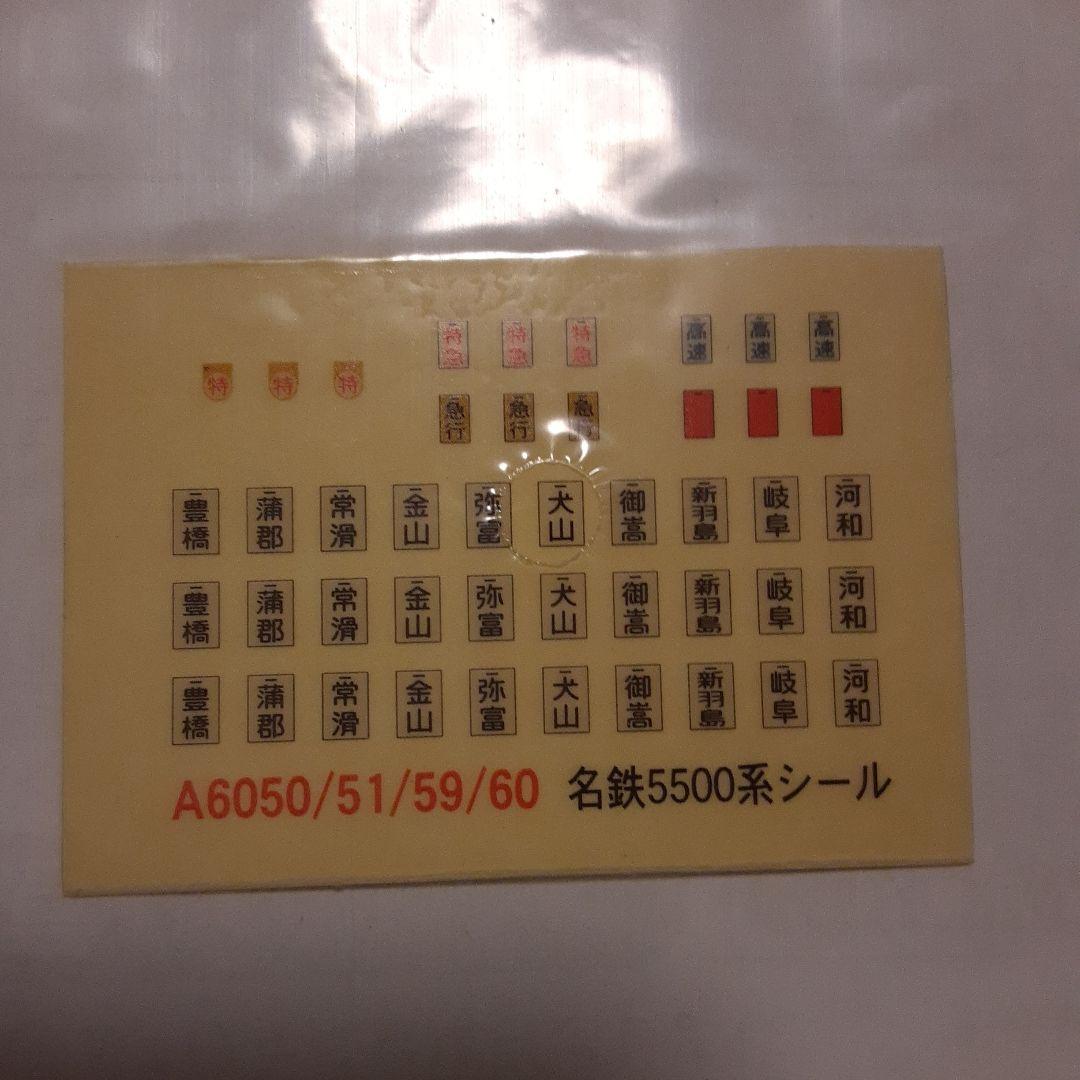 特急 特急 特急 高速 高速 高速
特 特 特
急行 急行 急行
豊橋 蒲郡 常滑 金山 弥富 犬山 御嵩 新羽島 岐阜 河和
豊橋 蒲郡 常滑 金山 弥富 犬山 御嵩 新羽島 岐阜 河和
豊橋 蒲郡 常滑 金山 弥富 犬山 御嵩 新羽島 岐阜 河和
A6050/51/59/60 名鉄5500系シール